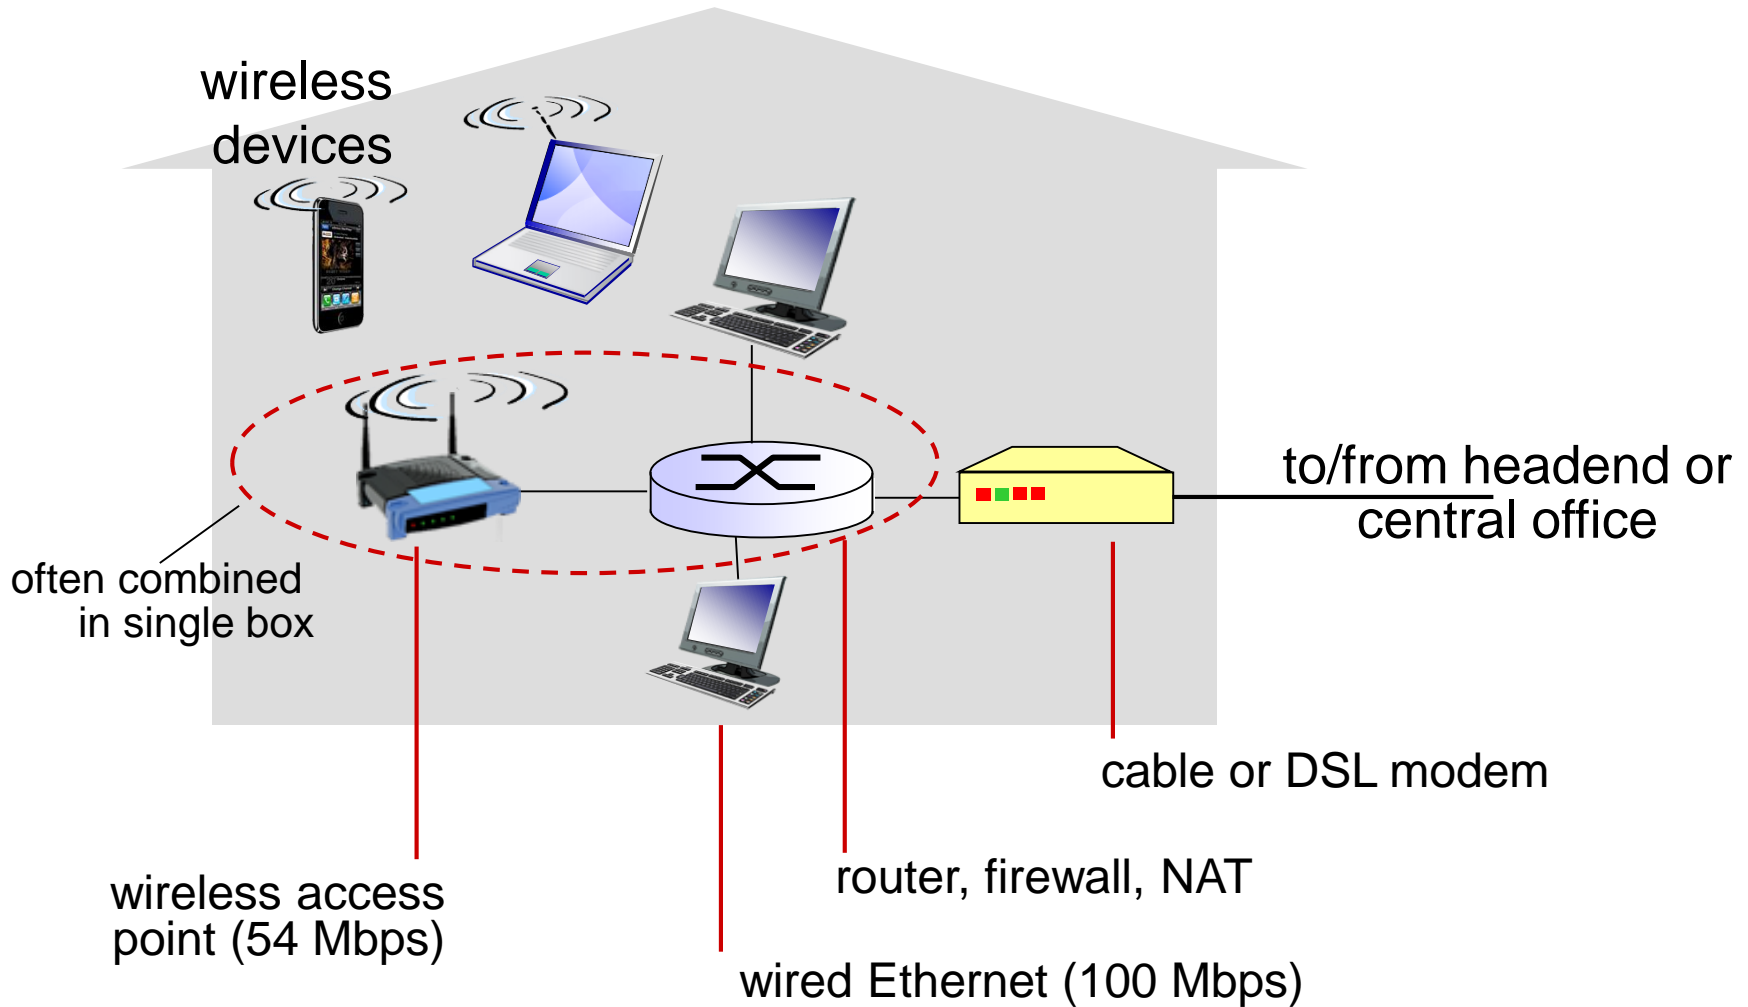 wireless
devices
to/from headend or
central office
often combined
in single box
cable or DSL modem
router, firewall, NAT
wireless access
point (54 Mbps)
wired Ethernet (100 Mbps)